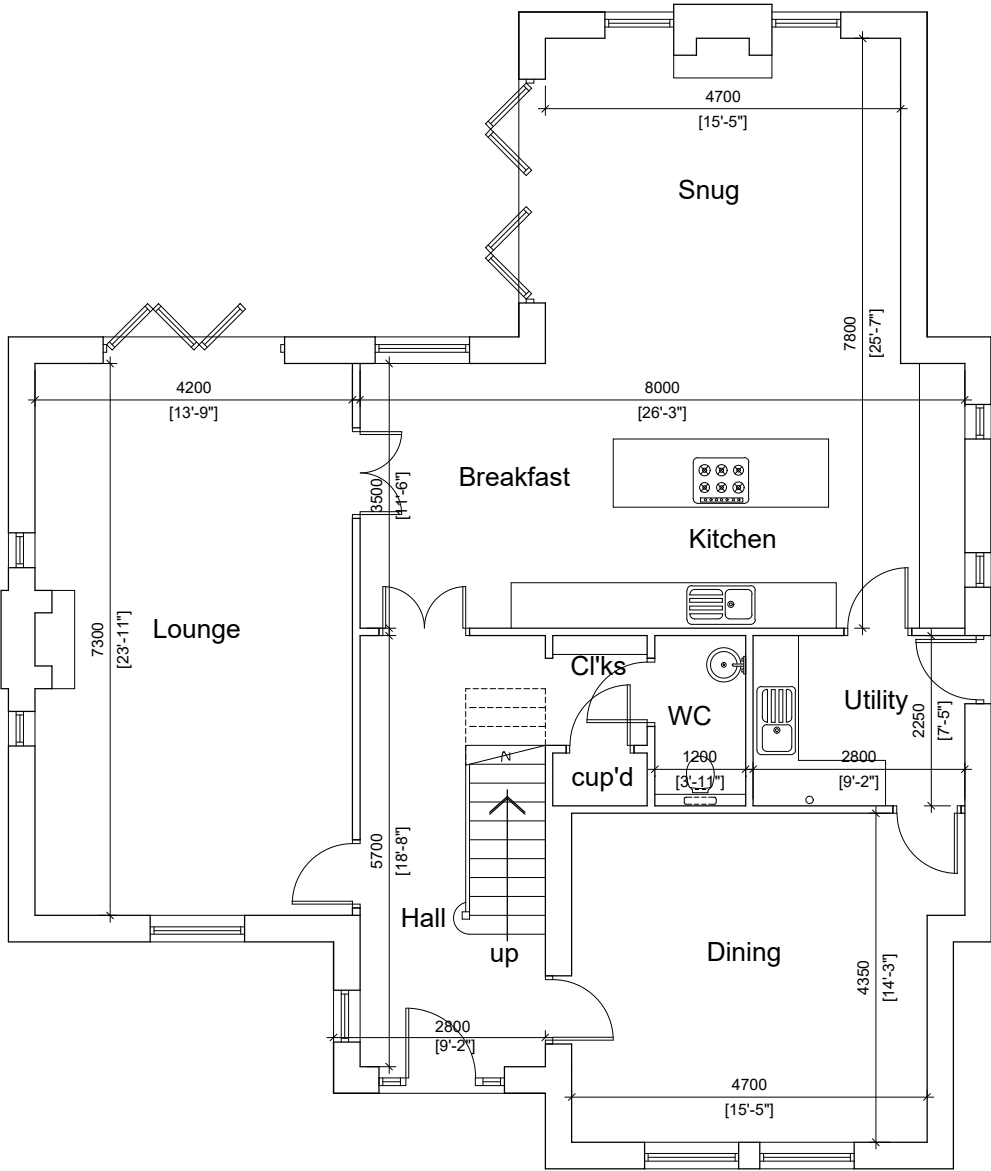 4700
[15'-5"]
Snug
7800
[25'-7"]
4200
[13'-9"]
8000
[26'-3"]
Breakfast
3500
[11'-6"]
Kitchen
Lounge
7300
[23'-11"]
Cl'ks
WC
Utility
2250
[7'-5"]
cup'd
1200
[3'-11"]
2800
[9'-2"]
N
5700
[18'-8"]
Hall
up
Dining
4350
[14'-3"]
2800
[9'-2"]
4700
[15'-5"]